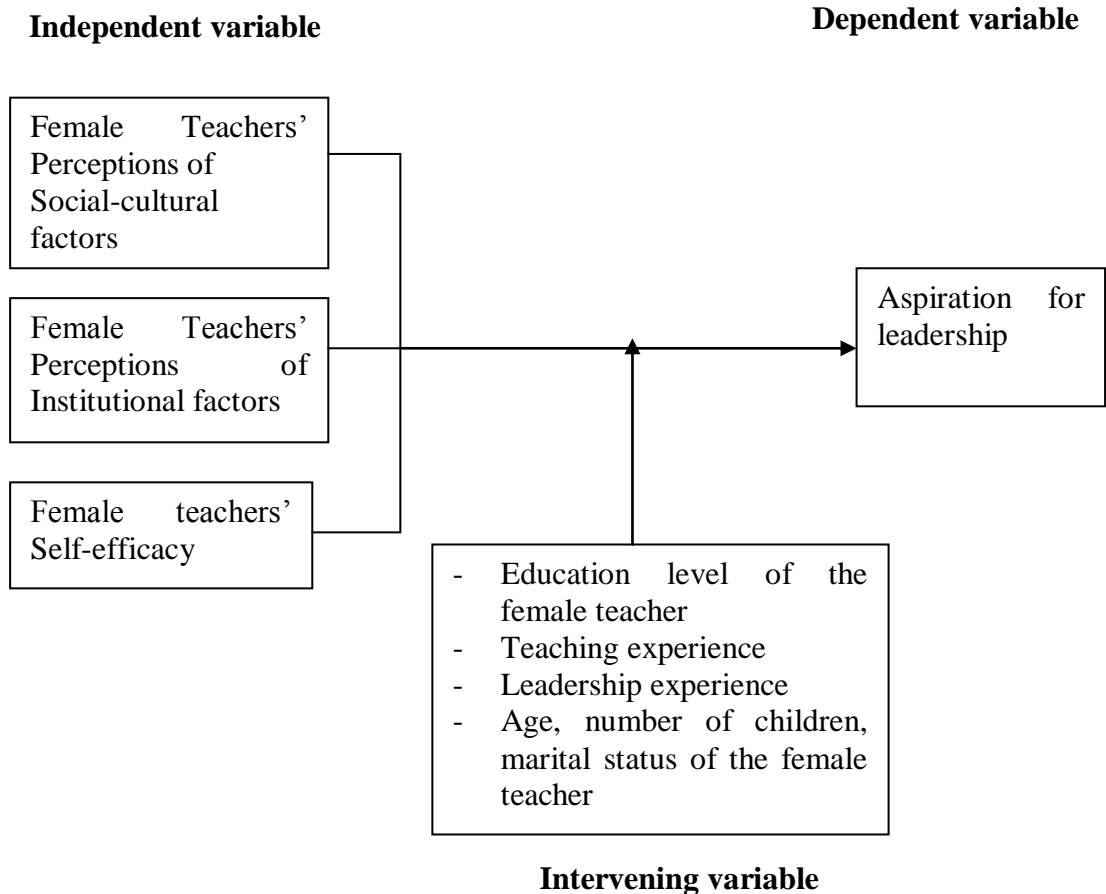 Independent variable
Dependent variable
Female Teachers’
Perceptions of
Social-cultural
factors
Female Teachers’
Perceptions of
Institutional factors
Female teachers’
Self-efficacy
Aspiration for
leadership
- Education level of the
female teacher
- Teaching experience
- Leadership experience
- Age, number of children,
marital status of the female
teacher
Intervening variable